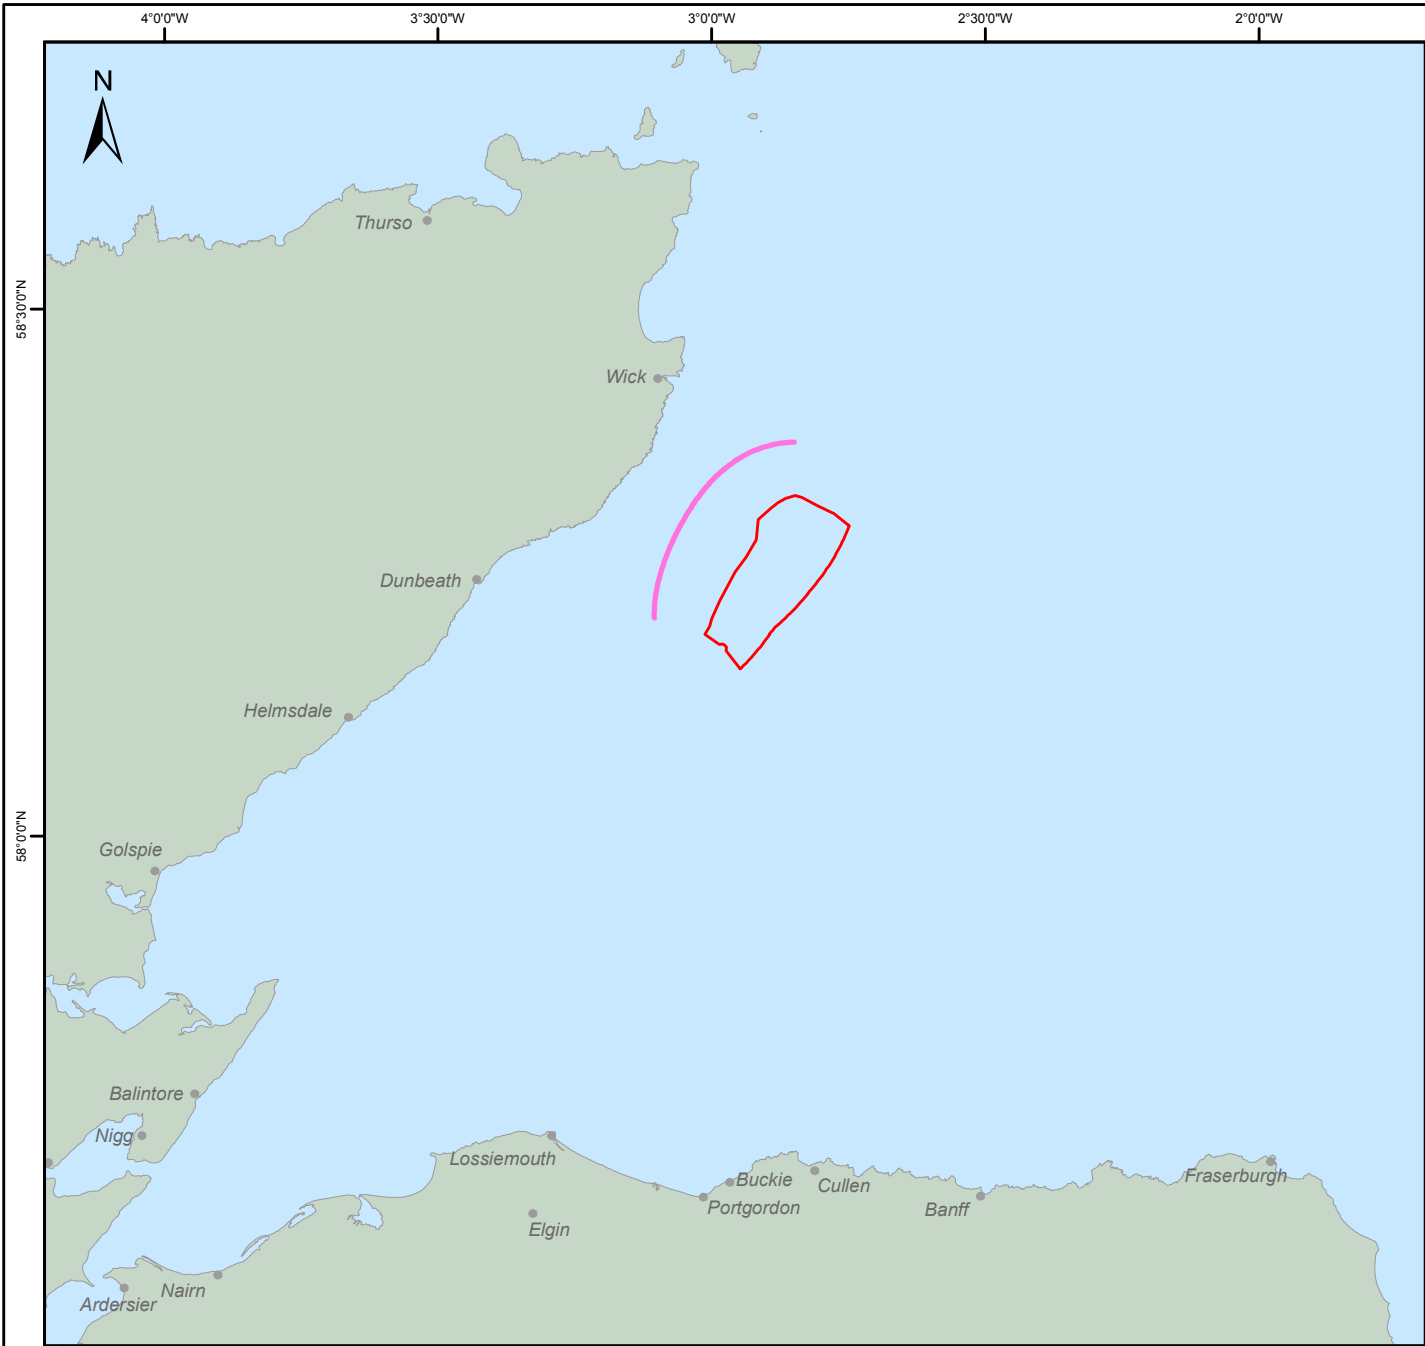 4°0'0"W
3°30'0"W
3°0'0"W
2°30'0"W
2°0'0"W
N
Thurso
58°30'0"N
Wick
Dunbeath
Helmsdale
58°0'0"N
Golspie
Balintore
Nigg
Lossiemouth
Buckie
Cullen
Fraserburgh
Portgordon
Banff
Elgin
Nairn
Ardersier